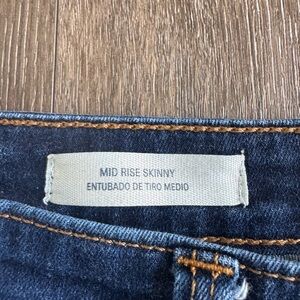 MID RISE SKINNY
ENTUBADO DE TIRO MEDIO